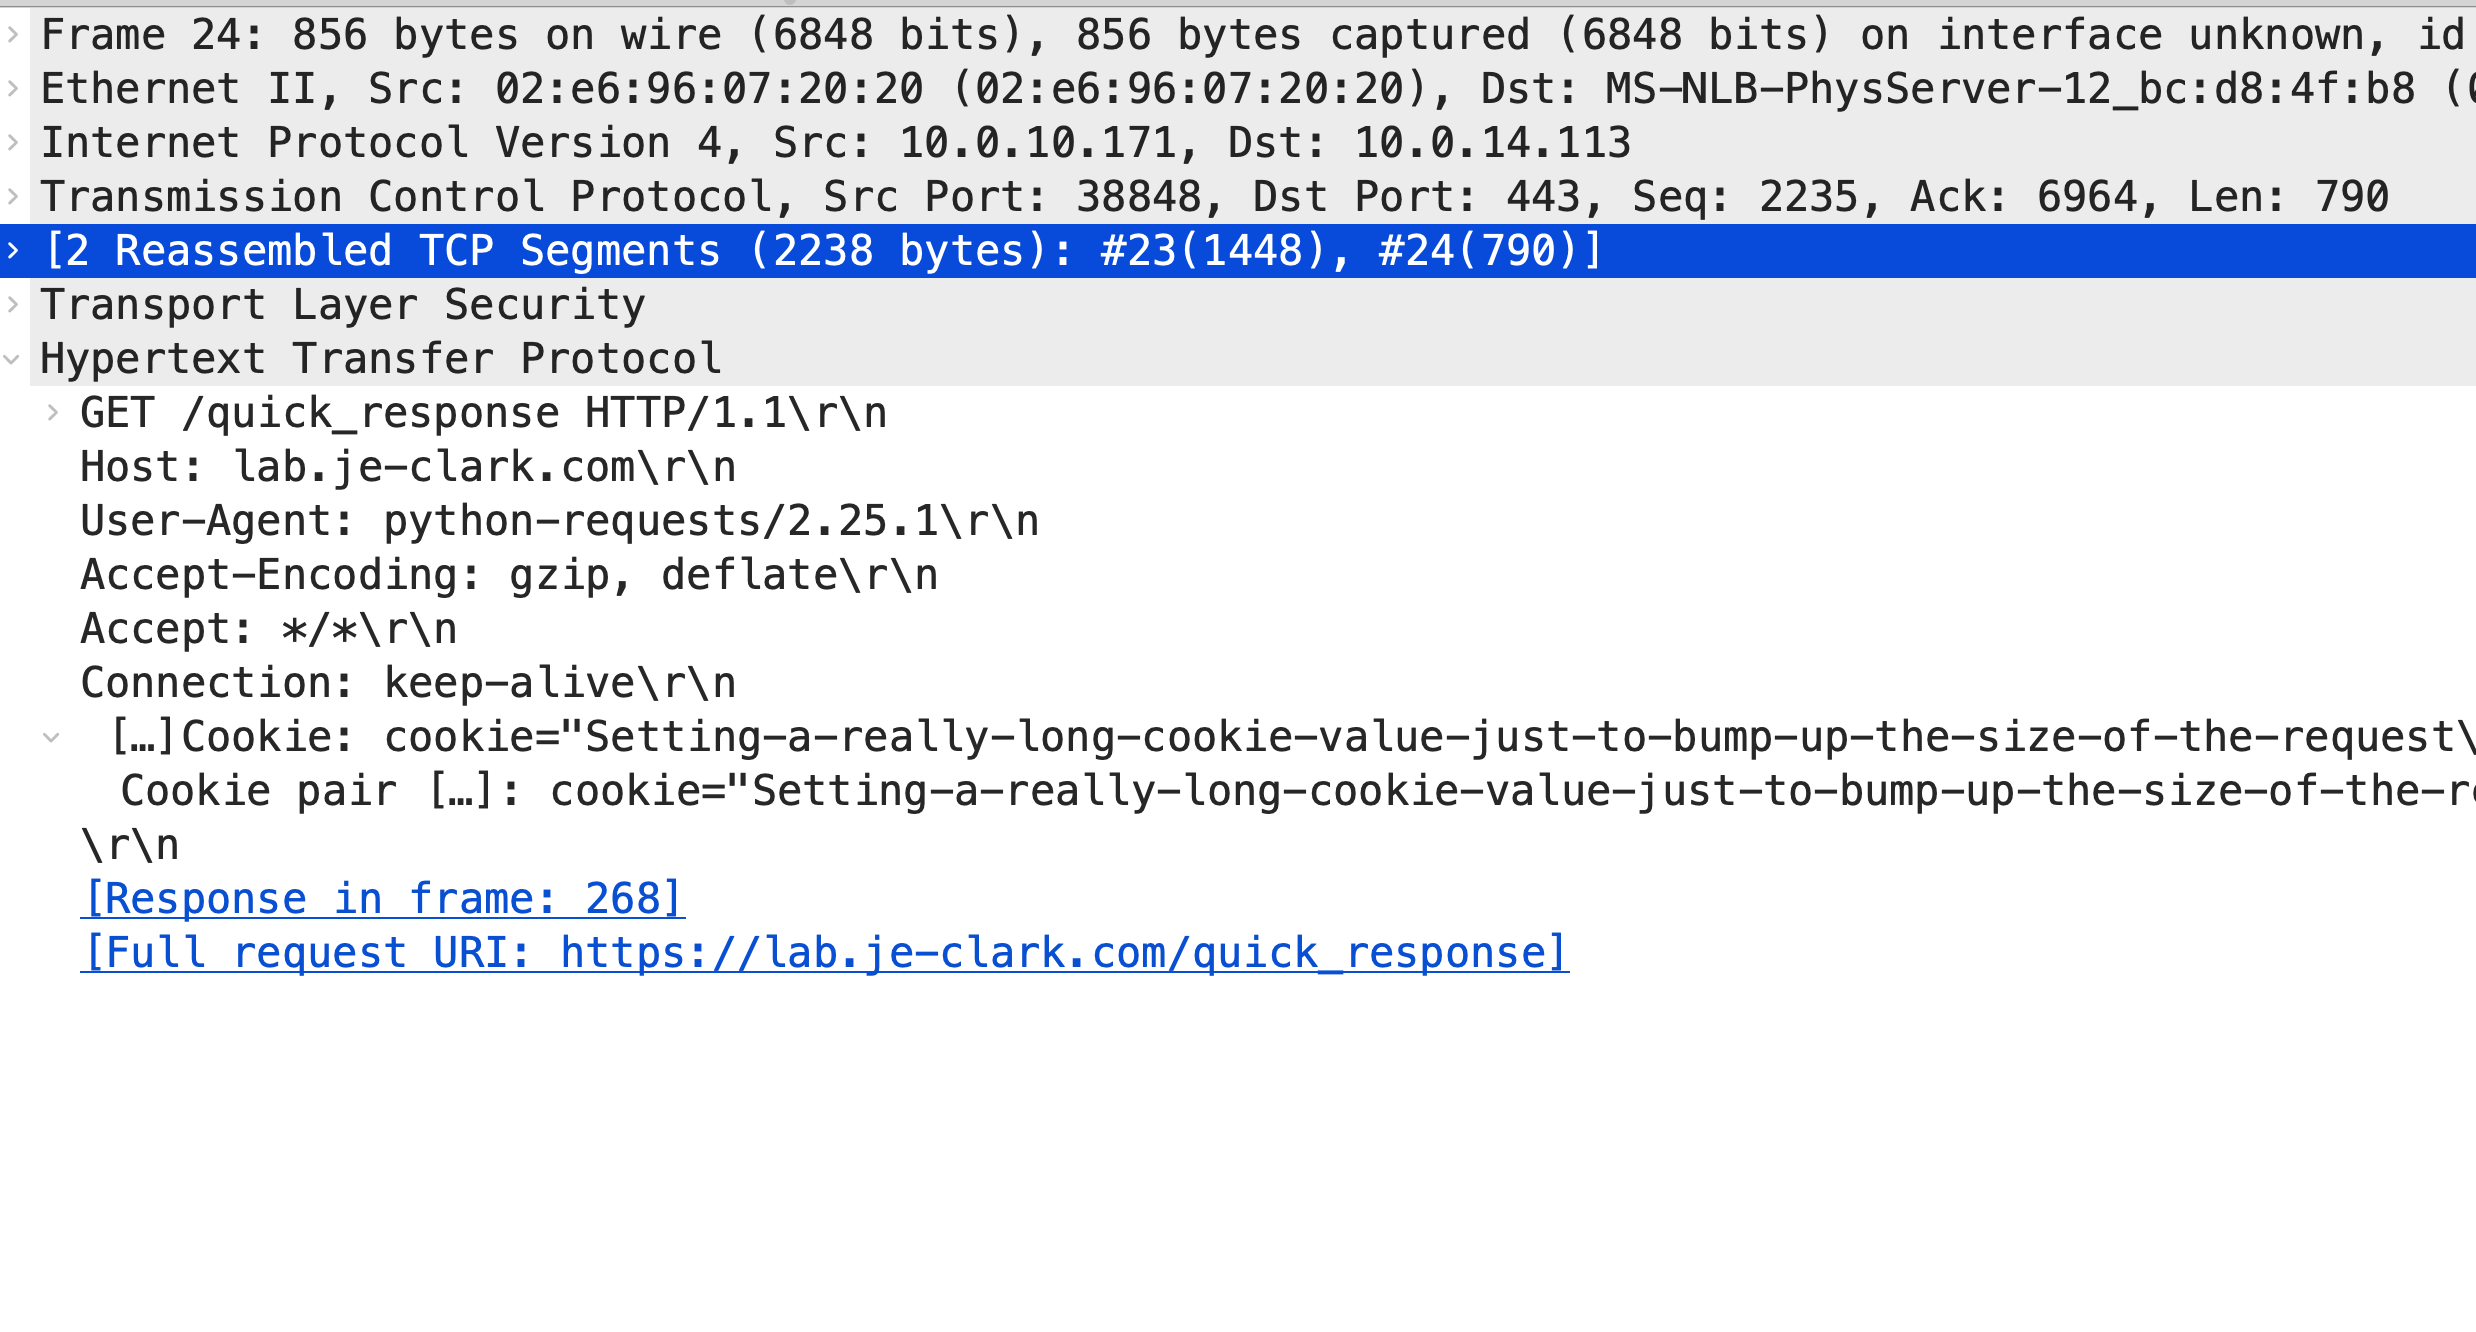 Frame 24: 856 bytes on wire (6848 bits), 856 bytes captured (6848 bits) on interface unknown, id
Ethernet II, Src: 02:e6:96:07:20:20 (02:e6:96:07:20:20), Dst: MS-NLB-PhysServer-12_bc:d8:4f:b8 (
Internet Protocol Version 4, Src: 10.0.10.171, Dst: 10.0.14.113
Transmission Control Protocol, Src Port: 38848, Dst Port: 443, Seq: 2235, Ack: 6964, Len: 790
[2 Reassembled TCP Segments (2238 bytes): #23(1448), #24(790)]
Transport Layer Security
Hypertext Transfer Protocol
GET /quick_response HTTP/1.1\r\n
Host: lab.je-clark.com\r\n
User-Agent: python-requests/2.25.1\r\n
Accept-Encoding: gzip, deflate\r\n
Accept: */*\r\n
Connection: keep-alive\r\n
[…]Cookie: cookie="Setting-a-really-long-cookie-value-just-to-bump-up-the-size-of-the-request\
Cookie pair […]: cookie="Setting-a-really-long-cookie-value-just-to-bump-up-the-size-of-the-r
\r\n
[Response in frame: 268]
[Full request URI: https://lab.je-clark.com/quick_response]